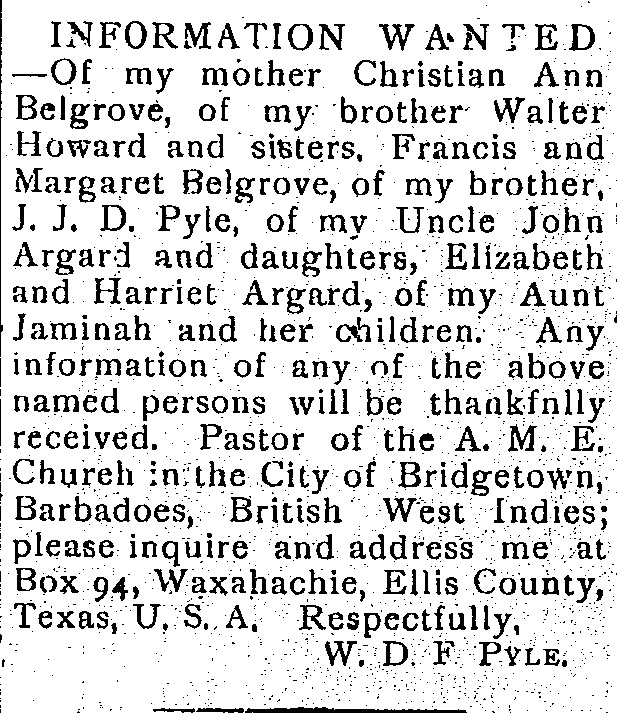 INFORMATION WANTED
—Of my mother Christian Ann
Belgrove, of my brother Walter
Howard and sisters, Francis and
Margaret Belgrove, of my brother,
J. J. D. Pyle, of my Uncle John
Argard and daughters, Elizabeth
and Harriet Argard, of my Aunt
Jaminah and her children. Any
information of any of the above
named persons will be thankfnlly
received. Pastor of the A. M. E.
Church in the City of Bridgetown,
Barbadoes, British West Indies;
please inquire and address me at
Box 94, Waxahachie, Ellis County,
Texas, U. S. A. Respectfully,
W. D. F. PYLE.